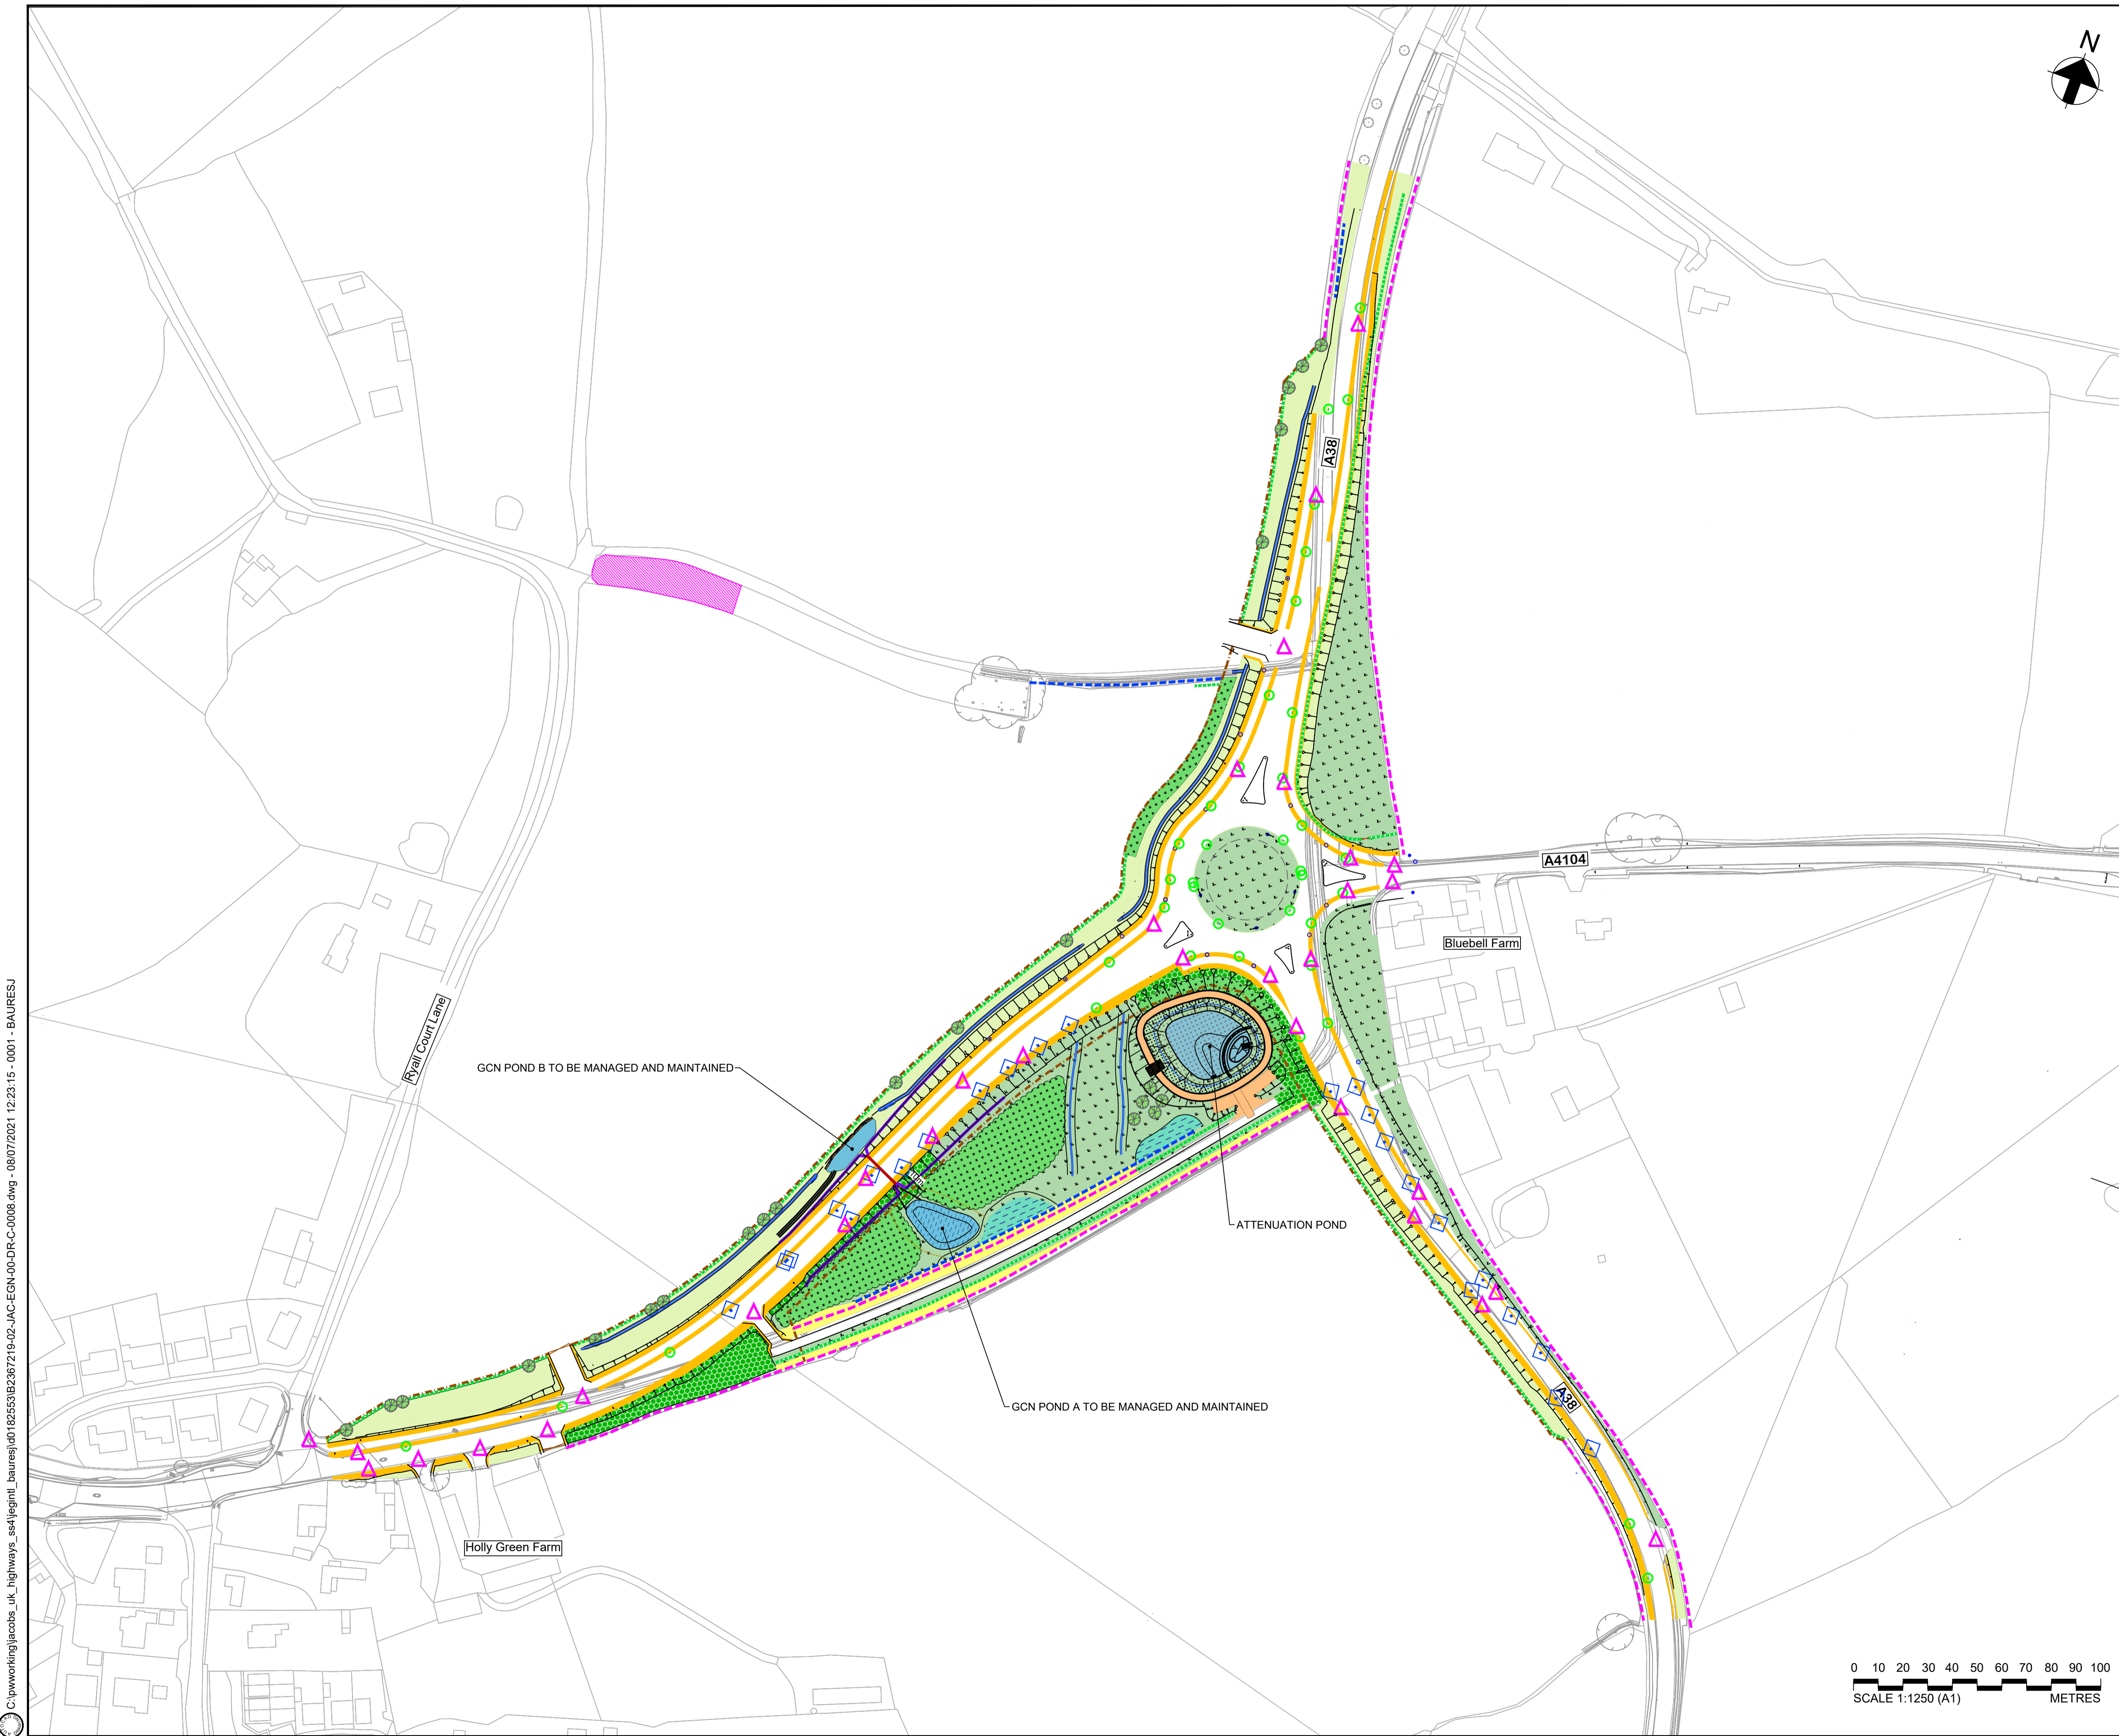 N
A38
A4104
Bluebell Farm
Ryall Court Lane
GCN POND B TO BE MANAGED AND MAINTAINED
ATTENUATION POND
GCN POND A TO BE MANAGED AND MAINTAINED
A38
Holly Green Farm
0 10 20 30 40 50 60 70 80 90 100
SCALE 1:1250 (A1) METRES
C:\pwworking\jacobs_uk_highways_ss4\jegintl_bauresj\d0182553\B2367219-02-JAC-EGN-00-DR-C-0008.dwg - 08/07/2021 12:23:15 - 0001 - BAURESJ